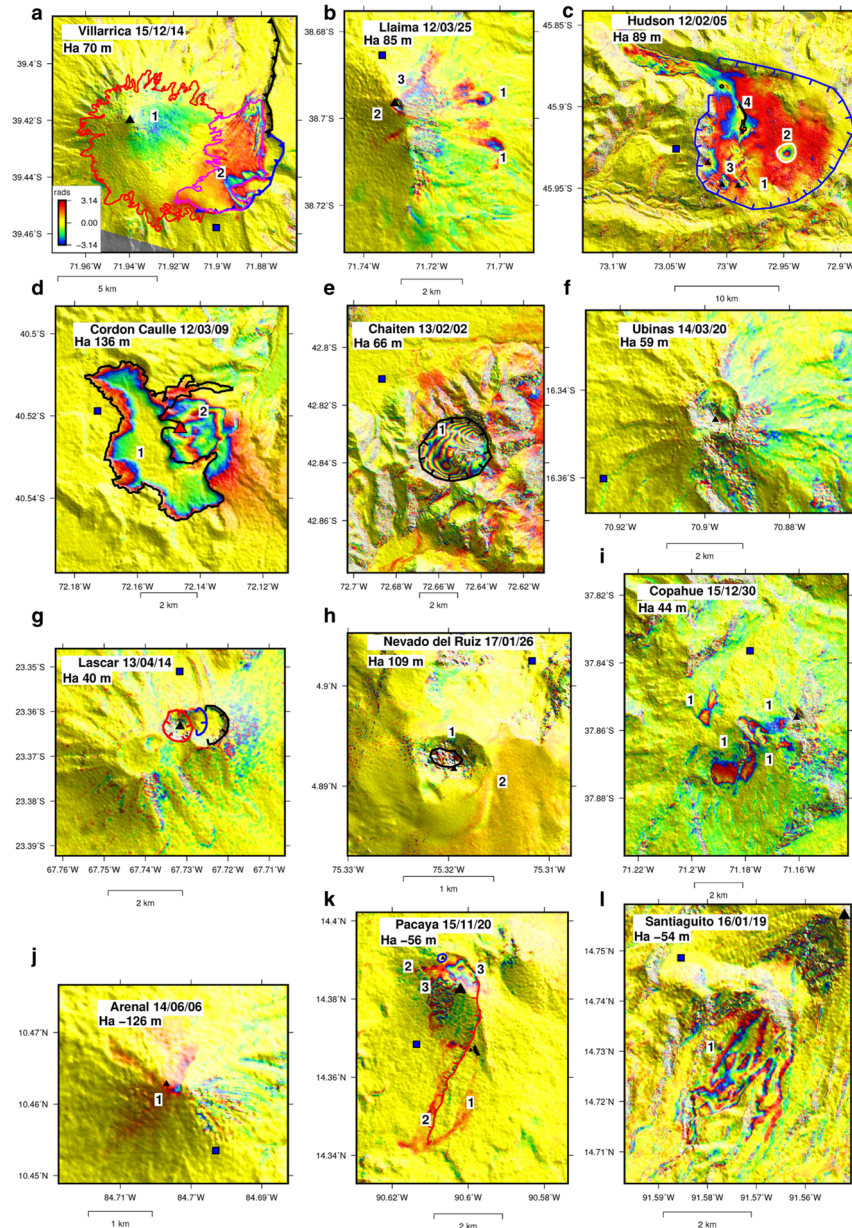 a
Villarrica 15/12/14
Ha 70 m
39.4°S
39.42°S
39.44°S
39.46°S
1
2
rads
3.14
0.00
−3.14
71.96°W
71.94°W
71.92°W
71.9°W
71.88°W
5 km
b
Llaima 12/03/25
Ha 85 m
38.68°S
38.7°S
38.72°S
3
1
2
1
71.74°W
71.72°W
71.7°W
2 km
c
Hudson 12/02/05
Ha 89 m
45.85°S
45.9°S
45.95°S
4
2
3
1
73.1°W
73.05°W
73°W
72.95°W
72.9°W
10 km
d
Cordon Caulle 12/03/09
Ha 136 m
40.5°S
40.52°S
40.54°S
2
1
72.18°W
72.16°W
72.14°W
72.12°W
2 km
e
Chaiten 13/02/02
Ha 66 m
42.8°S
42.82°S
42.84°S
42.86°S
1
72.7°W
72.68°W
72.66°W
72.64°W
72.62°W
2 km
f
Ubinas 14/03/20
Ha 59 m
16.34°S
16.36°S
70.92°W
70.9°W
70.88°W
2 km
g
Lascar 13/04/14
Ha 40 m
23.35°S
23.36°S
23.37°S
23.38°S
23.39°S
67.76°W
67.75°W
67.74°W
67.73°W
67.72°W
67.71°W
2 km
h
Nevado del Ruiz 17/01/26
Ha 109 m
4.9°N
4.89°N
1
2
75.33°W
75.32°W
75.31°W
1 km
i
Copahue 15/12/30
Ha 44 m
37.82°S
37.84°S
37.86°S
37.88°S
1
1
1
1
71.2°W
71.19°W
71.18°W
71.16°W
2 km
j
Arenal 14/06/06
Ha −126 m
10.47°N
10.46°N
10.45°N
1
84.71°W
84.7°W
84.69°W
1 km
k
Pacaya 15/11/20
Ha −56 m
14.4°N
14.38°N
14.36°N
14.34°N
2
3
3
1
2
90.62°W
90.6°W
90.58°W
2 km
l
Santiaguito 16/01/19
Ha −54 m
14.75°N
14.74°N
14.73°N
14.72°N
14.71°N
1
91.59°W
91.58°W
91.57°W
91.56°W
2 km